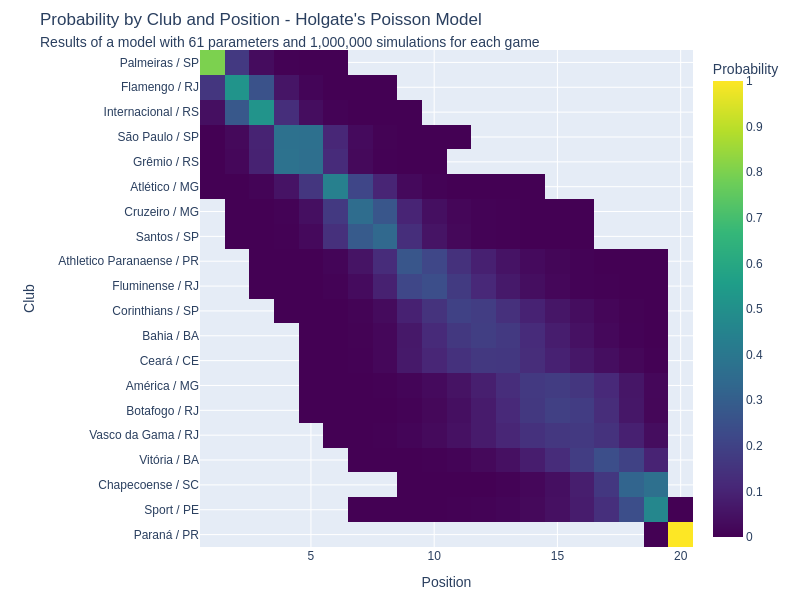 Probability by Club and Position - Holgate's Poisson Model
Results of a model with 61 parameters and 1,000,000 simulations for each game
Probability
Club
Palmeiras / SP
Flamengo / RJ
Internacional / RS
São Paulo / SP
Grêmio / RS
Atlético / MG
Cruzeiro / MG
Santos / SP
Athletico Paranaense / PR
Fluminense / RJ
Corinthians / SP
Bahia / BA
Ceará / CE
América / MG
Botafogo / RJ
Vasco da Gama / RJ
Vitória / BA
Chapecoense / SC
Sport / PE
Paraná / PR
5 10 15 20
Position
1
0.9
0.8
0.7
0.6
0.5
0.4
0.3
0.2
0.1
0